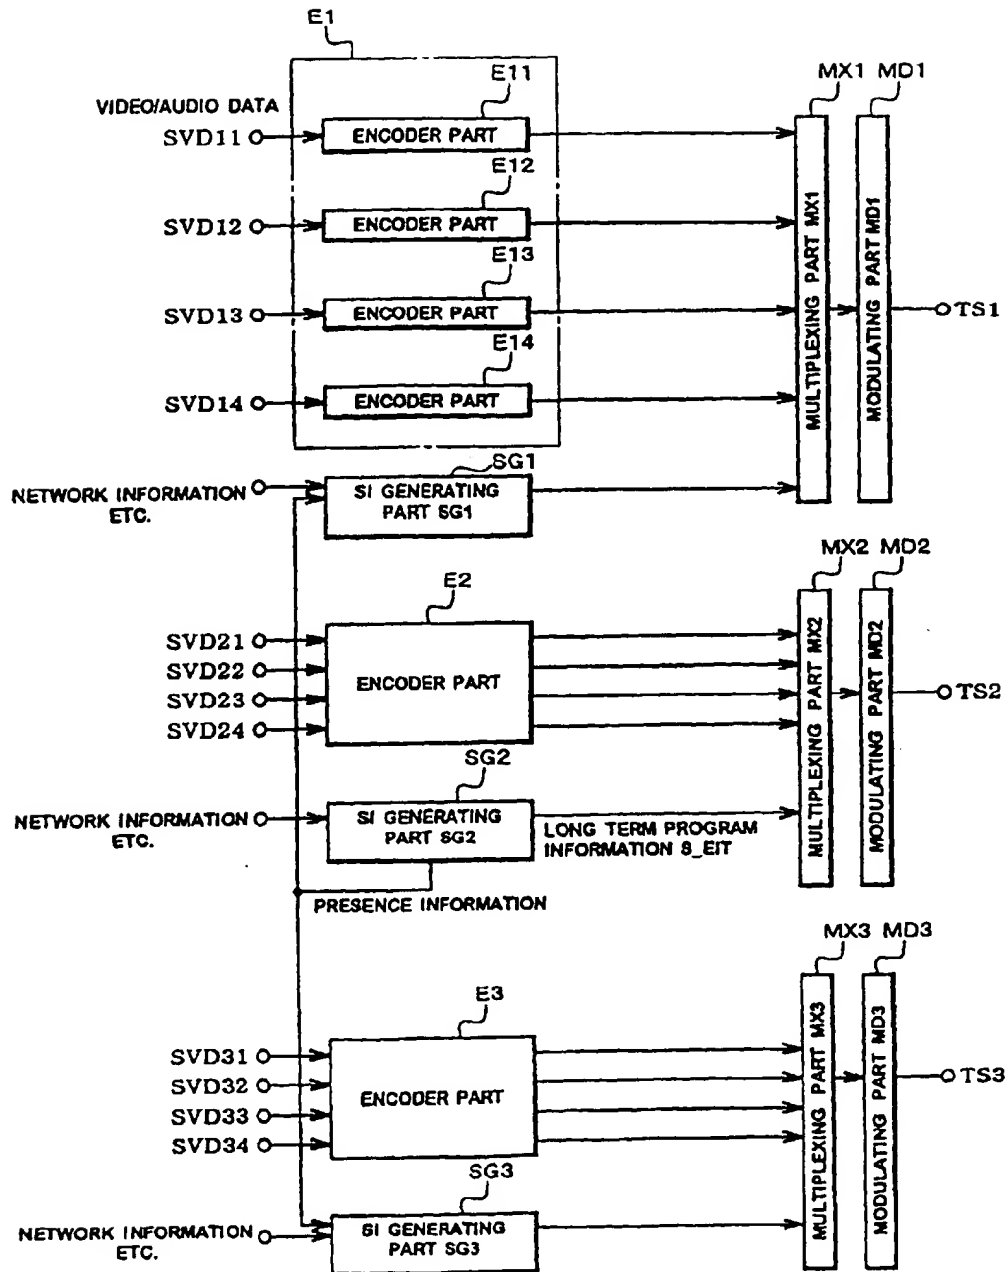 E1
E11
MX1 MD1
VIDEO/AUDIO DATA
SVD11
ENCODER PART
E12
SVD12
ENCODER PART
E13
SVD13
ENCODER PART
E14
SVD14
ENCODER PART
MULTIPLEXING PART MX1
MODULATING PART MD1
TS1
SG1
NETWORK INFORMATION
ETC.
SI GENERATING
PART SG1
MX2 MD2
E2
SVD21
SVD22
SVD23
SVD24
ENCODER PART
MULTIPLEXING PART MX2
MODULATING PART MD2
TS2
SG2
NETWORK INFORMATION
ETC.
SI GENERATING
PART SG2
LONG TERM PROGRAM
INFORMATION S_EIT
PRESENCE INFORMATION
MX3 MD3
E3
SVD31
SVD32
SVD33
SVD34
ENCODER PART
MULTIPLEXING PART MX3
MODULATING PART MD3
TS3
SG3
NETWORK INFORMATION
ETC.
SI GENERATING
PART SG3